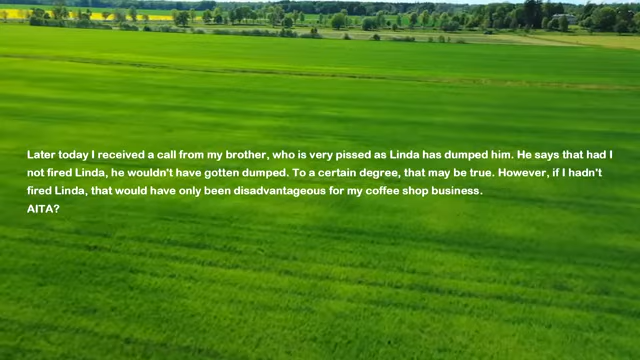 Later today I received a call from my brother, who is very pissed as Linda has dumped him. He says that had I
not fired Linda, he wouldn't have gotten dumped. To a certain degree, that may be true. However, if I hadn't
fired Linda, that would have only been disadvantageous for my coffee shop business.
AITA?